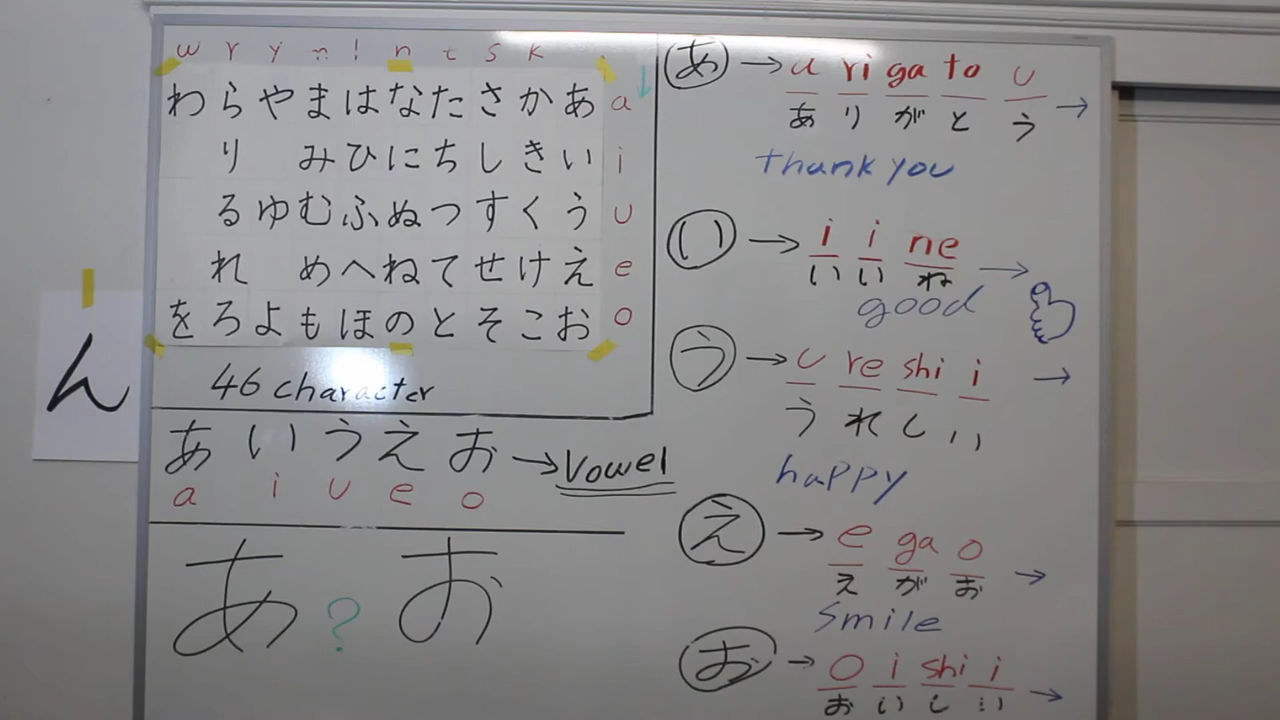 w r y m h n t s k
わらやまはなたさかあ a
り みひにちしきい i
るゆむふぬつすくう u
れ めへねてせけえ e
をろよもほのとそこお o
ん
46 character
あいうえお → Vowel
a i u e o
あ ? お
あ → a ri ga to u
あ り が と う →
thank you
い → i i ne
い い ね →
good
う → u re shi i →
う れ し い
happy
え → e ga o
え が お →
smile
お → o i shi i
お い し い →